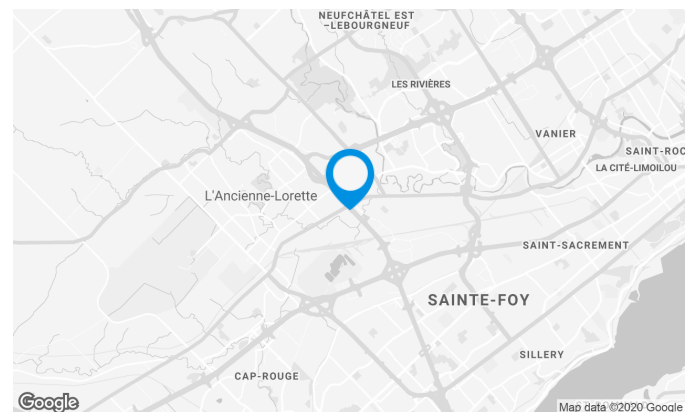 NEUFCHÂTEL EST
-LEBOURGNEUF
LES RIVIÈRES
VANIER
SAINT-ROC
LA CITÉ-LIMOILOU
L'Ancienne-Lorette
SAINT-SACREMENT
SAINTE-FOY
SILLERY
CAP-ROUGE
Google
Map data ©2020 Google